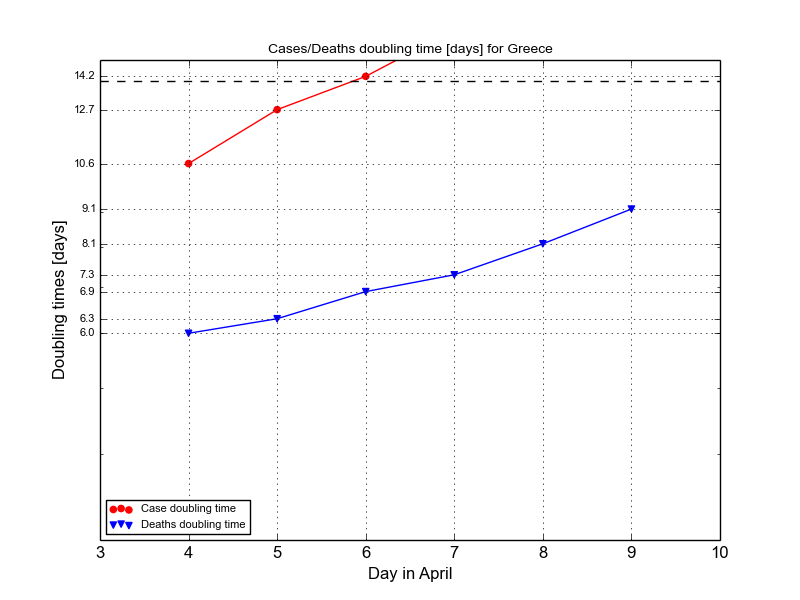 Cases/Deaths doubling time [days] for Greece
14.2
12.7
10.6
9.1
8.1
7.3
6.9
6.3
6.0
Doubling times [days]
Case doubling time
Deaths doubling time
3 4 5 6 7 8 9 10
Day in April